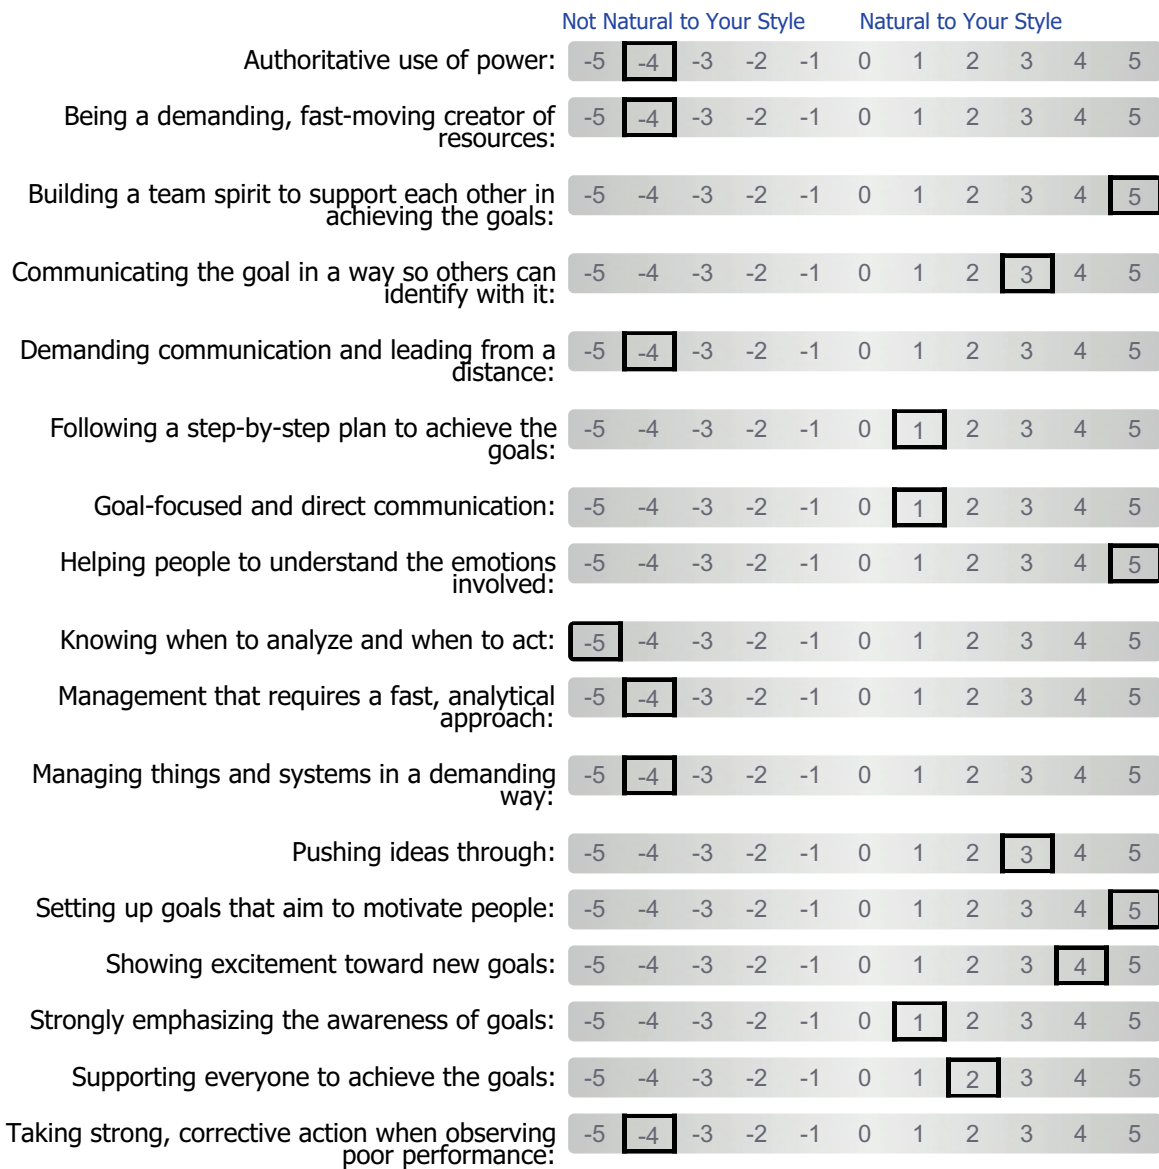 Not Natural to Your Style Natural to Your Style
Authoritative use of power: -5 -4 -3 -2 -1 0 1 2 3 4 5
Being a demanding, fast-moving creator of
resources: -5 -4 -3 -2 -1 0 1 2 3 4 5
Building a team spirit to support each other in
achieving the goals: -5 -4 -3 -2 -1 0 1 2 3 4 5
Communicating the goal in a way so others can
identify with it: -5 -4 -3 -2 -1 0 1 2 3 4 5
Demanding communication and leading from a
distance: -5 -4 -3 -2 -1 0 1 2 3 4 5
Following a step-by-step plan to achieve the
goals: -5 -4 -3 -2 -1 0 1 2 3 4 5
Goal-focused and direct communication: -5 -4 -3 -2 -1 0 1 2 3 4 5
Helping people to understand the emotions
involved: -5 -4 -3 -2 -1 0 1 2 3 4 5
Knowing when to analyze and when to act: -5 -4 -3 -2 -1 0 1 2 3 4 5
Management that requires a fast, analytical
approach: -5 -4 -3 -2 -1 0 1 2 3 4 5
Managing things and systems in a demanding
way: -5 -4 -3 -2 -1 0 1 2 3 4 5
Pushing ideas through: -5 -4 -3 -2 -1 0 1 2 3 4 5
Setting up goals that aim to motivate people: -5 -4 -3 -2 -1 0 1 2 3 4 5
Showing excitement toward new goals: -5 -4 -3 -2 -1 0 1 2 3 4 5
Strongly emphasizing the awareness of goals: -5 -4 -3 -2 -1 0 1 2 3 4 5
Supporting everyone to achieve the goals: -5 -4 -3 -2 -1 0 1 2 3 4 5
Taking strong, corrective action when observing
poor performance: -5 -4 -3 -2 -1 0 1 2 3 4 5